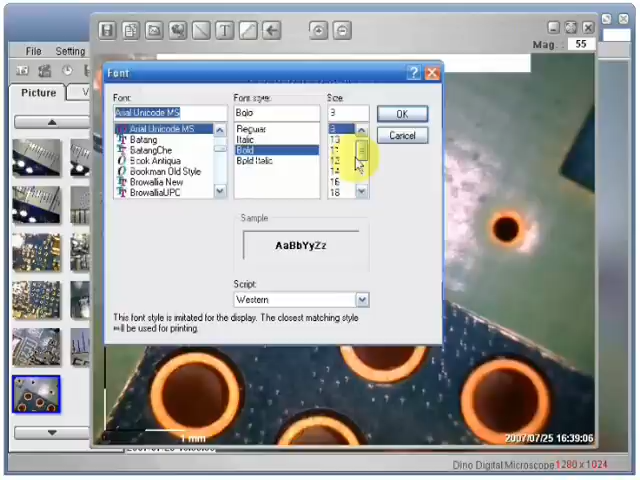 File Setting
Mag. : 55
Picture
Font
Font: Font style: Size:
Arial Unicode MS
Arial Unicode MS
Batang
BatangChe
Book Antiqua
Bookman Old Style
Browallia New
BrowalliaUPC
Regular
Italic
Bold
Bold Italic
12
14
16
18
OK
Cancel
Sample
AaBbYyZz
Script:
Western
This font style is imitated for the display. The closest matching style
will be used for printing.
1 mm
2007/07/25 16:39:06
Dino Digital Microscope 1280 x 1024